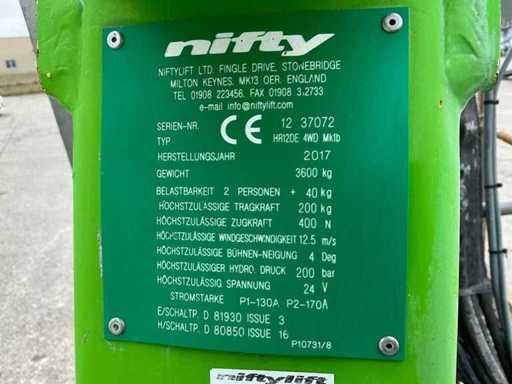 nifty
NIFTYLIFT LTD. FINGLE DRIVE, STONEBRIDGE
MILTON KEYNES, MK13 OER, ENGLAND
TEL 01908 223456, FAX 01908 3.2733
e-mail info@niftylift.com
SERIEN-NR. CE 12 37072
TYP HR12DE 4WD Mk1b
HERSTELLUNGSJAHR 2017
GEWICHT 3600 kg
BELASTBARKEIT 2 PERSONEN + 40 kg
HÖCHSTZULÄSSIGE TRAGKRAFT 200 kg
HÖCHSTZULÄSSIGE ZUGKRAFT 400 N
HÖCHSTZULÄSSIGE WINDGESCHWINDIGKEIT 12.5 m/s
HÖCHSTZULÄSSIGE BÜHNEN-NEIGUNG 4 Deg
HÖCHSTZULÄSSIGER HYDRO. DRUCK 200 bar
HÖCHSTZULÄSSIG SPANNUNG 24 V
STROMSTARKE P1-130A P2-170A
E/SCHALTP. D 81930 ISSUE 3
H/SCHALTP. D 80850 ISSUE 16
P10731/8
niftylift